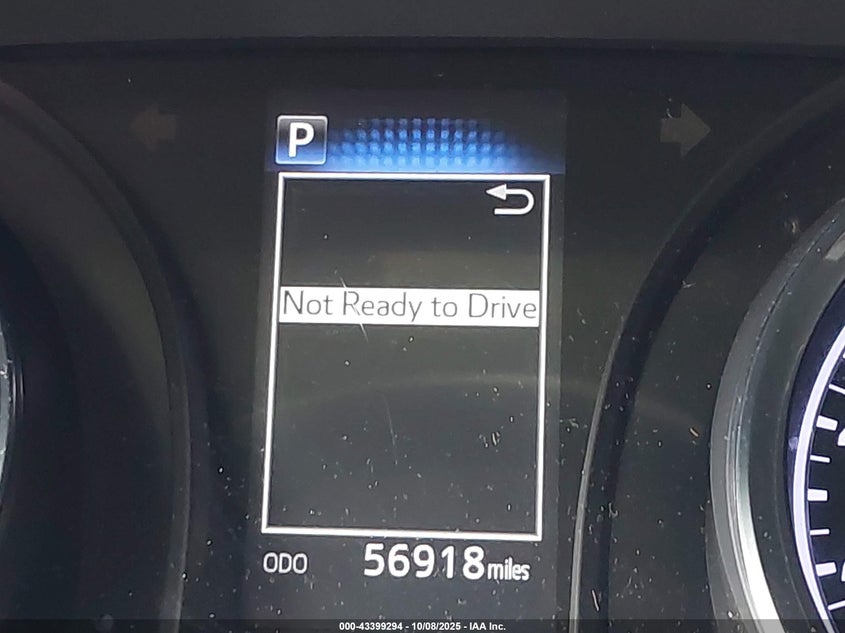 P
Not Ready to Drive
ODO 56918 miles
000-43399294 - 10/08/2025 - IAA Inc.